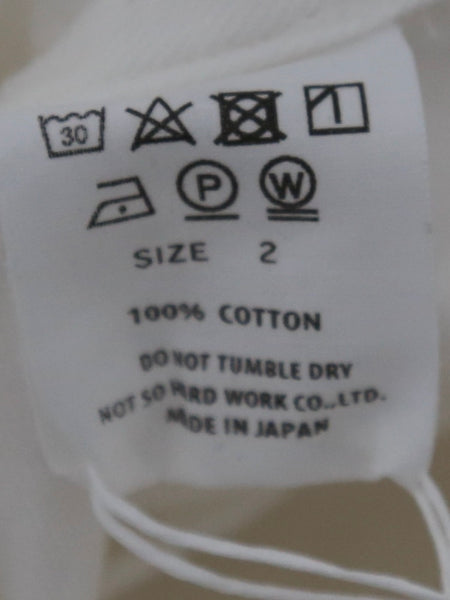 30
P W
SIZE 2
100% COTTON
DO NOT TUMBLE DRY
NOT SO HARD WORK CO.,LTD.
MADE IN JAPAN